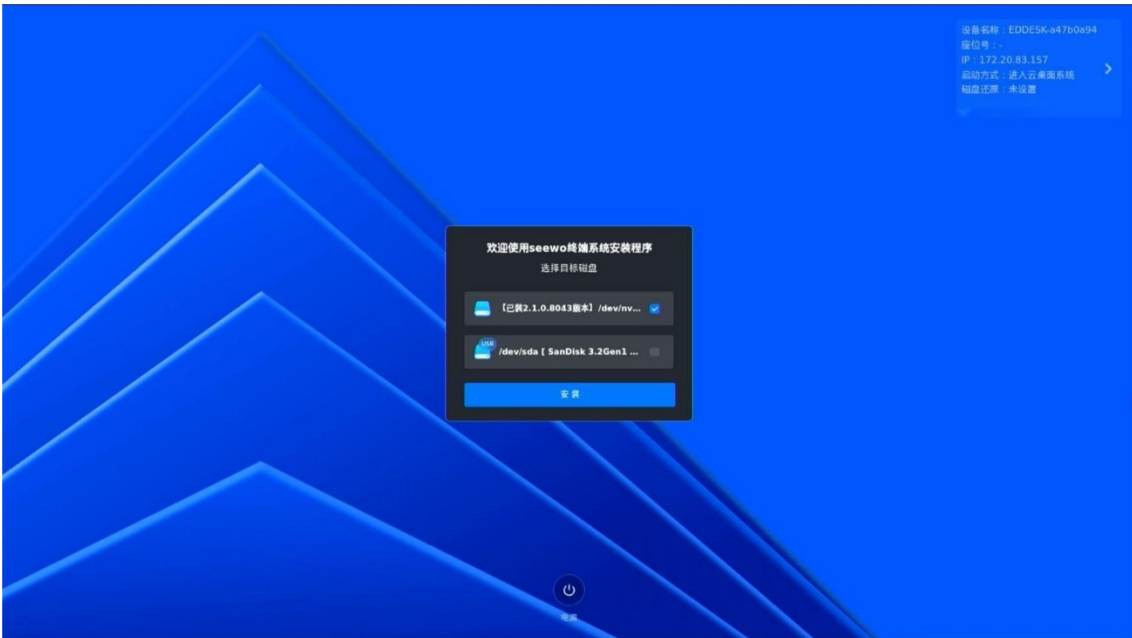 设备名称：EDDESK-a47b0a94
座位号：-
IP：172.20.83.157
启动方式：进入云桌面系统
磁盘还原：未设置
欢迎使用seewo终端系统安装程序
选择目标磁盘
【已装2.1.0.8043版本】/dev/nv...
USB
/dev/sda [ SanDisk 3.2Gen1 ...
安装
电源